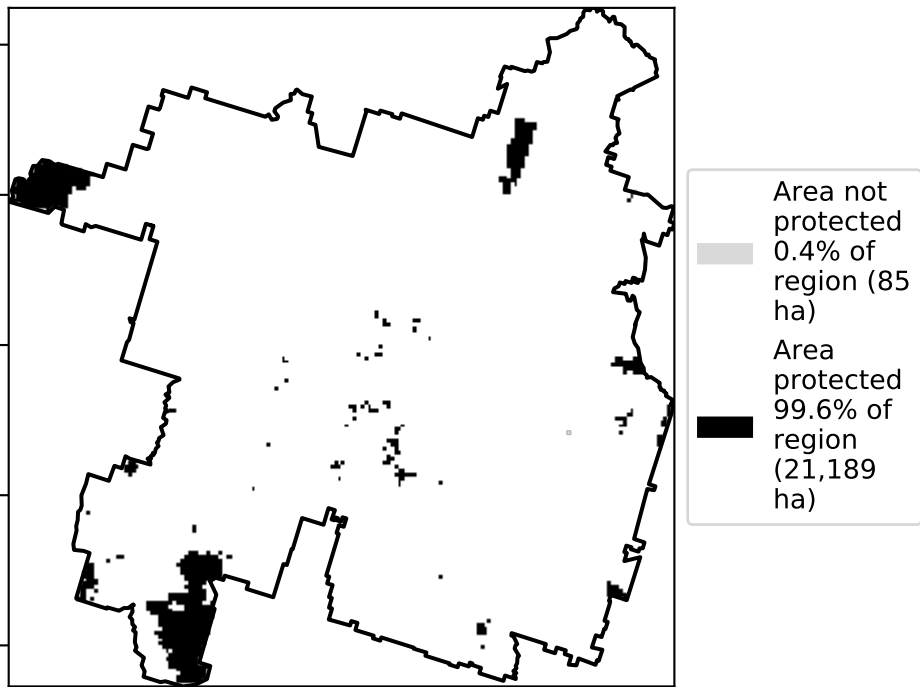 Area not
protected
0.4% of
region (85
ha)
Area
protected
99.6% of
region
(21,189
ha)